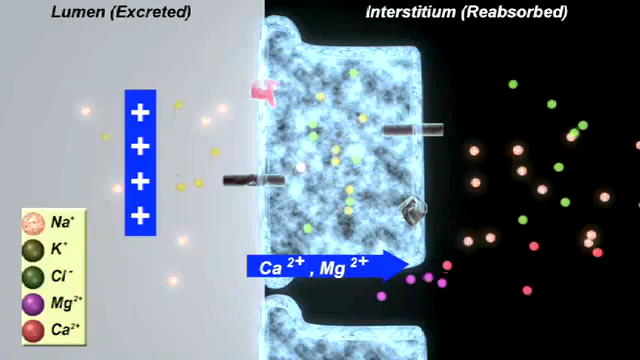 Lumen (Excreted)
Interstitium (Reabsorbed)
+
+
+
+
Na⁺
K⁺
Cl⁻
Mg²⁺
Ca²⁺
Ca ²⁺ , Mg ²⁺